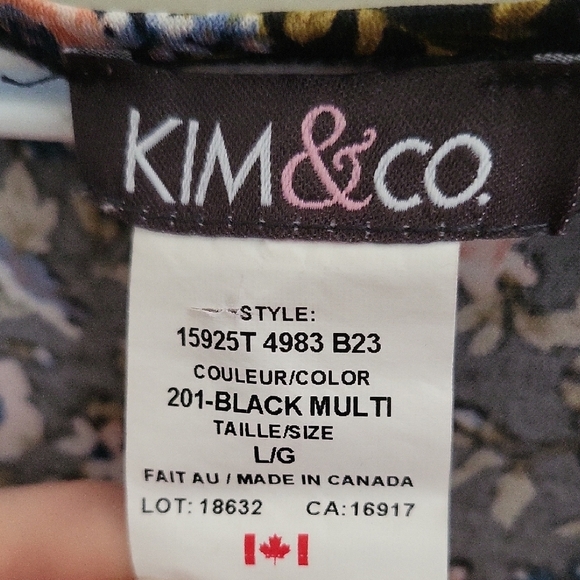 KIM&CO.
STYLE:
15925T 4983 B23
COULEUR/COLOR
201-BLACK MULTI
TAILLE/SIZE
L/G
FAIT AU / MADE IN CANADA
LOT: 18632 CA:16917